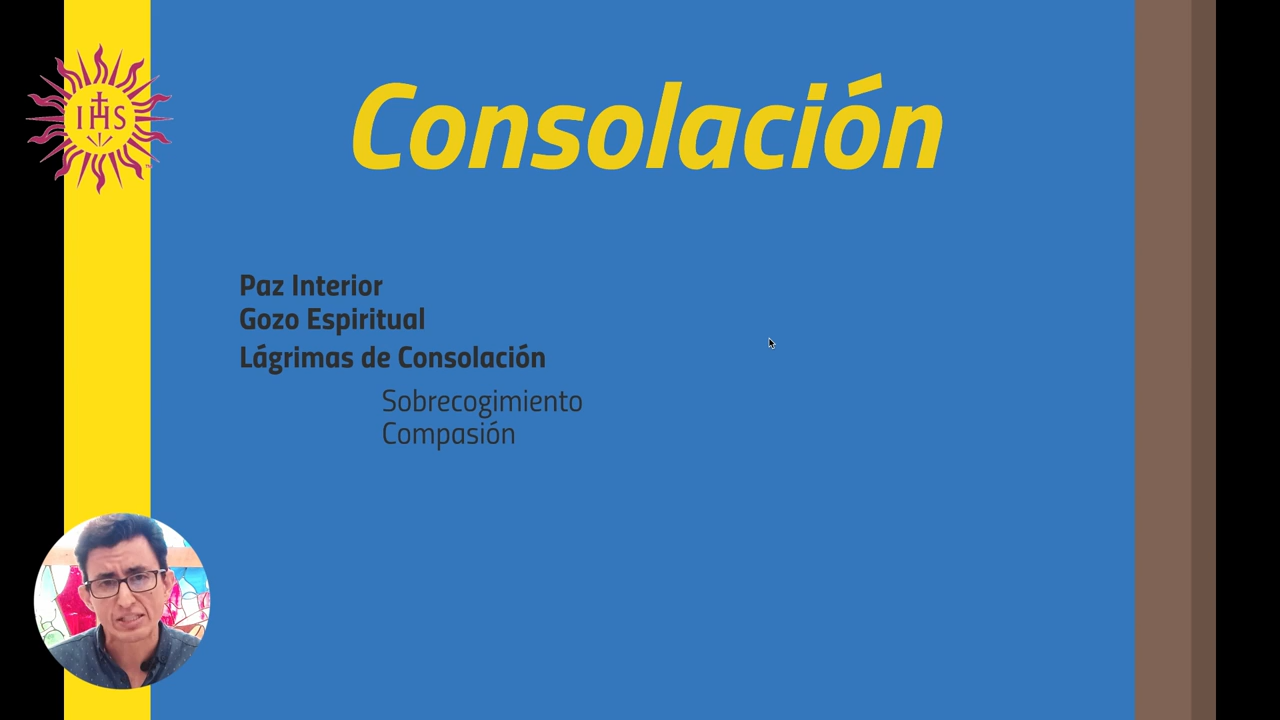 IHS
Consolación
Paz Interior
Gozo Espiritual
Lágrimas de Consolación
Sobrecogimiento
Compasión